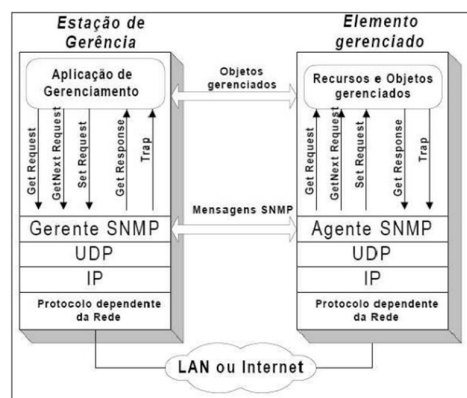 Estação de
Gerência
Elemento
gerenciado
Aplicação de
Gerenciamento
Objetos
gerenciados
Recursos e Objetos
gerenciados
Get Request
GetNext Request
Set Request
Get Response
Trap
Get Request
GetNext Request
Set Request
Get Response
Trap
Mensagens SNMP
Gerente SNMP
Agente SNMP
UDP
UDP
IP
IP
Protocolo dependente
da Rede
Protocolo dependente
da Rede
LAN ou Internet